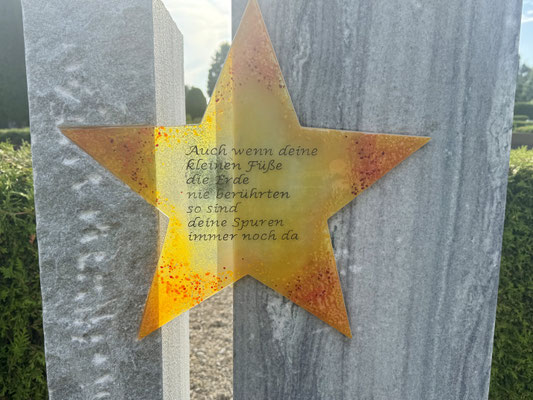 Auch wenn deine
kleinen Füße
die Erde
nie berührten
so sind
deine Spuren
immer noch da